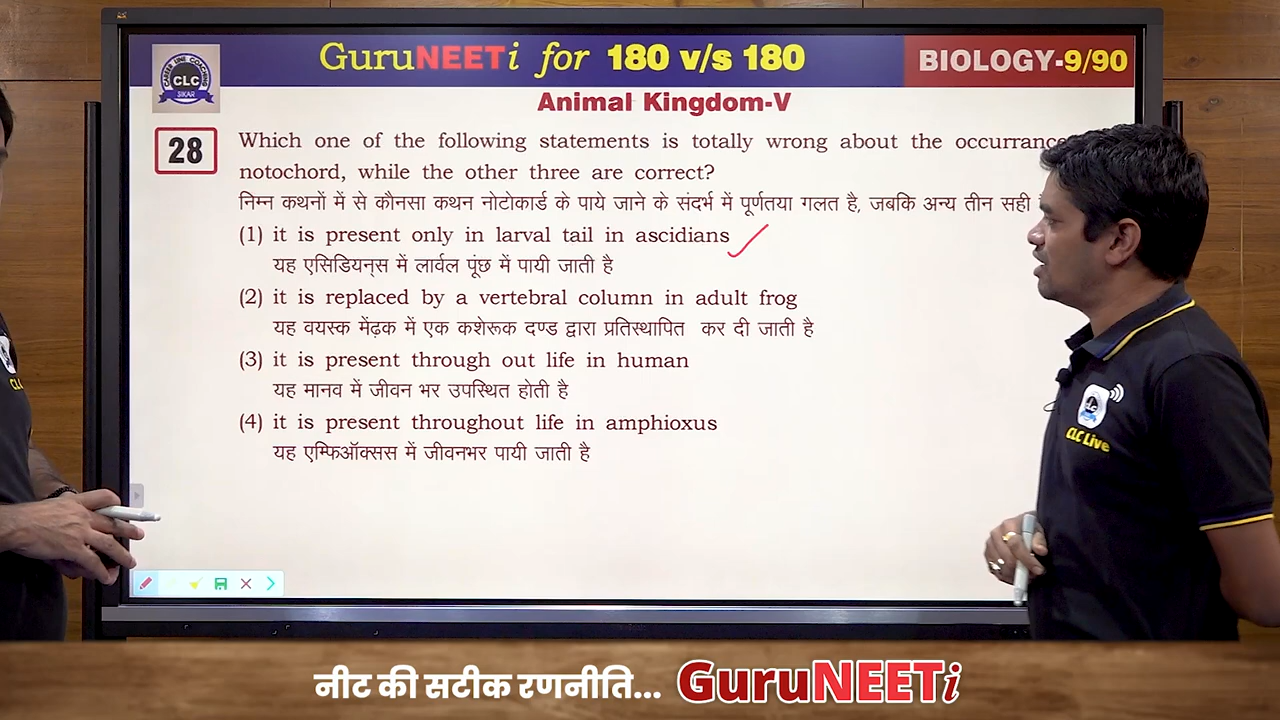 GuruNEETi for 180 v/s 180
BIOLOGY-9/90
CLC
SIKAR
Animal Kingdom-V
28
Which one of the following statements is totally wrong about the occurrance
notochord, while the other three are correct?
निम्न कथनों में से कौनसा कथन नोटोकार्ड के पाये जाने के संदर्भ में पूर्णतया गलत है, जबकि अन्य तीन सही
(1) it is present only in larval tail in ascidians
यह एसिडियन्स में लार्वल पूंछ में पायी जाती है
(2) it is replaced by a vertebral column in adult frog
यह वयस्क मेंढ़क में एक कशेरूक दण्ड द्वारा प्रतिस्थापित कर दी जाती है
(3) it is present through out life in human
यह मानव में जीवन भर उपस्थित होती है
(4) it is present throughout life in amphioxus
यह एम्फिऑक्सस में जीवनभर पायी जाती है
CLC Live
नीट की सटीक रणनीति... GuruNEETi